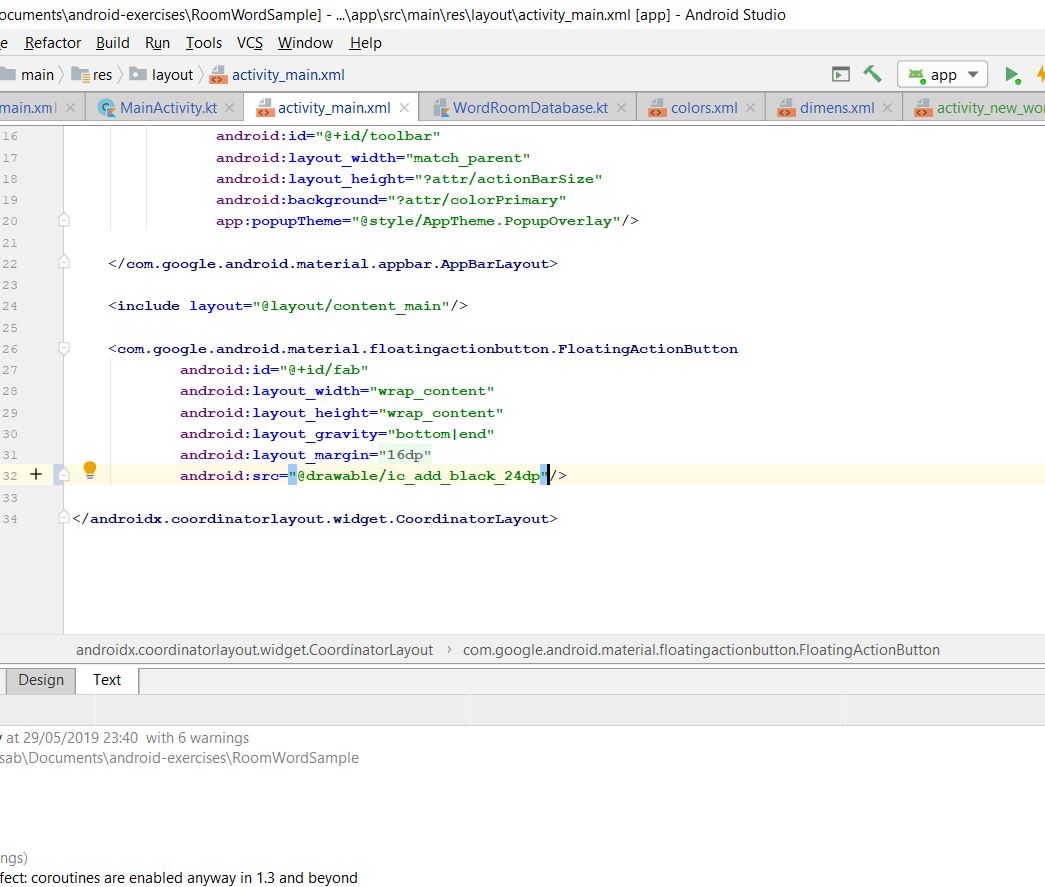 ocuments\android-exercises\RoomWordSample] - ...\app\src\main\res\layout\activity_main.xml [app] - Android Studio
e Refactor Build Run Tools VCS Window Help
main res layout activity_main.xml app
main.xml MainActivity.kt activity_main.xml WordRoomDatabase.kt colors.xml dimens.xml activity_new_wor
16 android:id="@+id/toolbar"
17 android:layout_width="match_parent"
18 android:layout_height="?attr/actionBarSize"
19 android:background="?attr/colorPrimary"
20 app:popupTheme="@style/AppTheme.PopupOverlay"/>
21
22 </com.google.android.material.appbar.AppBarLayout>
23
24 <include layout="@layout/content_main"/>
25
26 <com.google.android.material.floatingactionbutton.FloatingActionButton
27 android:id="@+id/fab"
28 android:layout_width="wrap_content"
29 android:layout_height="wrap_content"
30 android:layout_gravity="bottom|end"
31 android:layout_margin="16dp"
32 android:src="@drawable/ic_add_black_24dp"/>
33
34 </androidx.coordinatorlayout.widget.CoordinatorLayout>
androidx.coordinatorlayout.widget.CoordinatorLayout › com.google.android.material.floatingactionbutton.FloatingActionButton
Design Text
y at 29/05/2019 23:40 with 6 warnings
sab\Documents\android-exercises\RoomWordSample
ngs)
fect: coroutines are enabled anyway in 1.3 and beyond